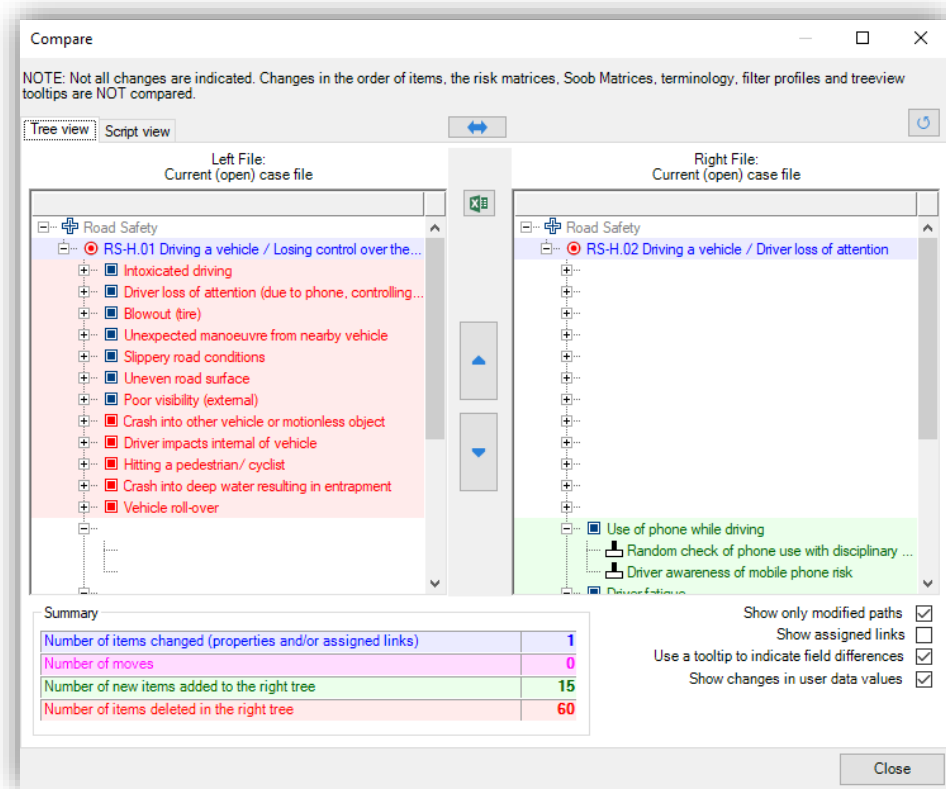 Compare
NOTE: Not all changes are indicated. Changes in the order of items, the risk matrices, Soob Matrices, terminology, filter profiles and treeview
tooltips are NOT compared.
Tree view
Script view
Left File:
Current (open) case file
Right File:
Current (open) case file
Road Safety
RS-H.01 Driving a vehicle / Losing control over the...
Intoxicated driving
Driver loss of attention (due to phone, controlling...
Blowout (tire)
Unexpected manoeuvre from nearby vehicle
Slippery road conditions
Uneven road surface
Poor visibility (external)
Crash into other vehicle or motionless object
Driver impacts internal of vehicle
Hitting a pedestrian/ cyclist
Crash into deep water resulting in entrapment
Vehicle roll-over
Road Safety
RS-H.02 Driving a vehicle / Driver loss of attention
Use of phone while driving
Random check of phone use with disciplinary ...
Driver awareness of mobile phone risk
Driver fatigue
Summary
Number of items changed (properties and/or assigned links) 1
Number of moves 0
Number of new items added to the right tree 15
Number of items deleted in the right tree 60
Show only modified paths
Show assigned links
Use a tooltip to indicate field differences
Show changes in user data values
Close